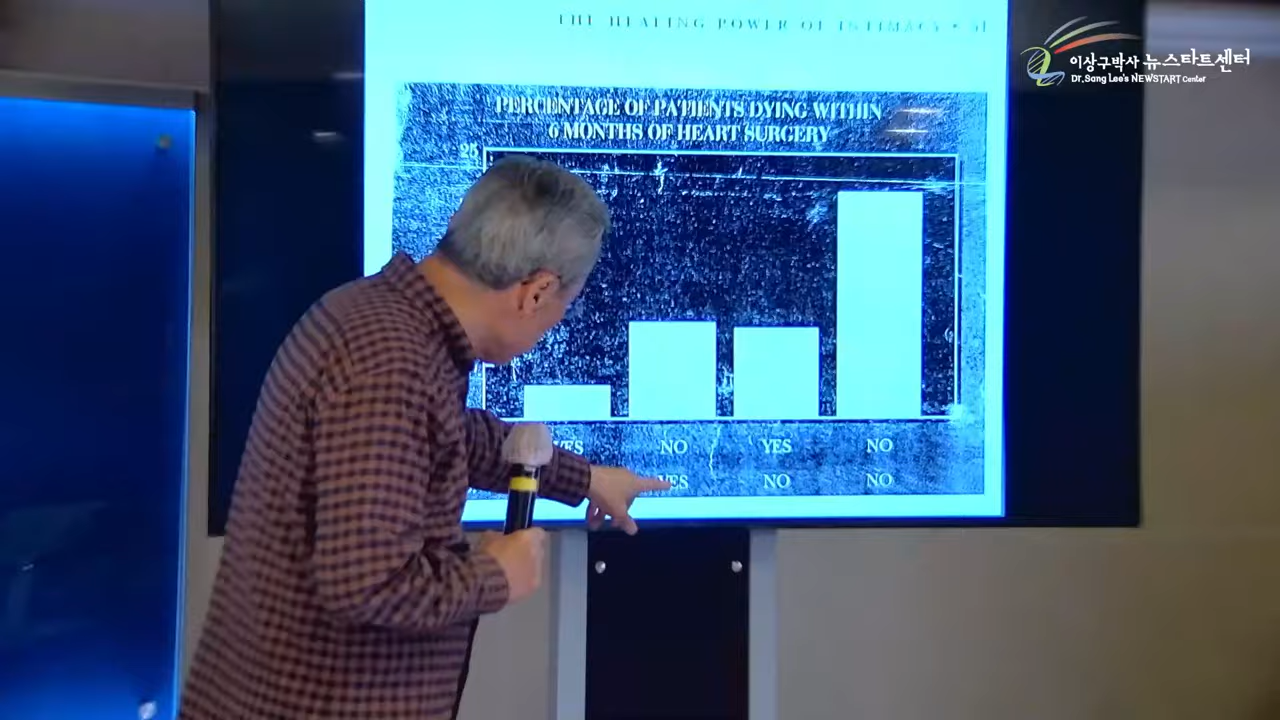 THE HEALING POWER OF INTIMACY •
이상구박사 뉴스타트센터
Dr. Sang Lee's NEWSTART Center
PERCENTAGE OF PATIENTS DYING WITHIN
6 MONTHS OF HEART SURGERY
25
YES NO YES NO
YES NO NO